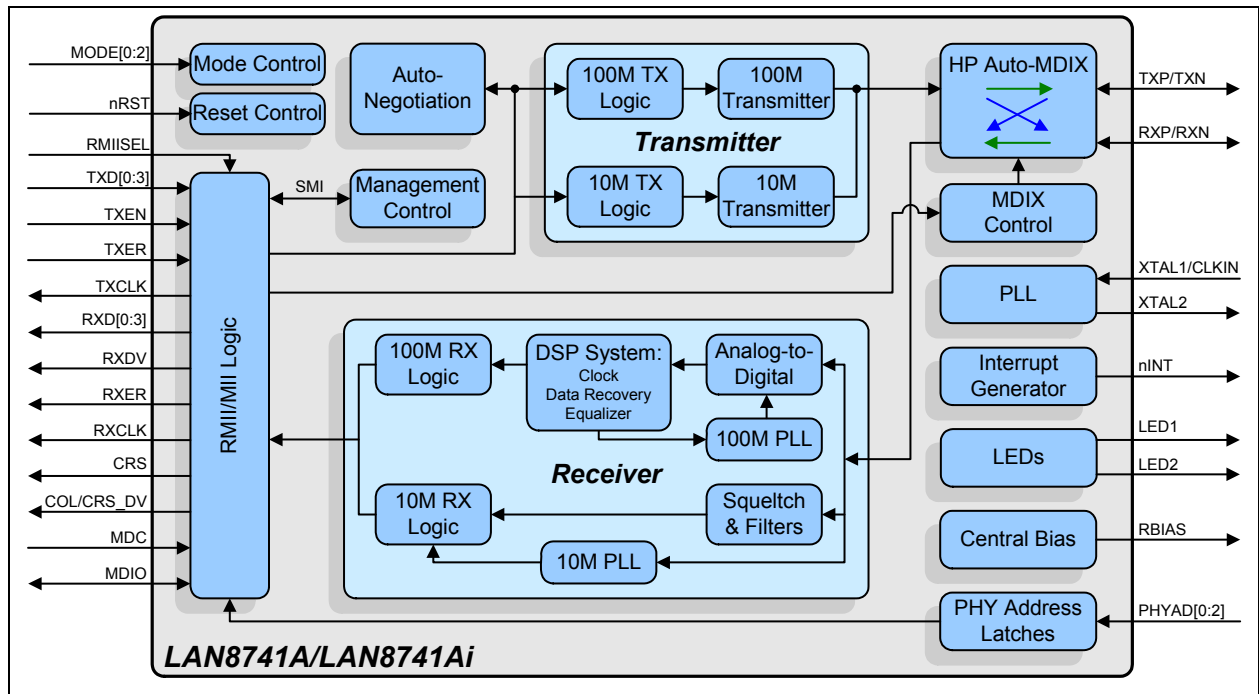 MODE[0:2]
nRST
RMIISEL
TXD[0:3]
TXEN
TXER
TXCLK
RXD[0:3]
RXDV
RXER
RXCLK
CRS
COL/CRS_DV
MDC
MDIO
Mode Control
Reset Control
RMII/MII Logic
Auto-
Negotiation
SMI
Management
Control
100M TX
Logic
100M
Transmitter
Transmitter
10M TX
Logic
10M
Transmitter
HP Auto-MDIX
MDIX
Control
PLL
Interrupt
Generator
LEDs
Central Bias
PHY Address
Latches
100M RX
Logic
DSP System:
Clock
Data Recovery
Equalizer
Analog-to-
Digital
100M PLL
Receiver
10M RX
Logic
Squeltch
& Filters
10M PLL
TXP/TXN
RXP/RXN
XTAL1/CLKIN
XTAL2
nINT
LED1
LED2
RBIAS
PHYAD[0:2]
LAN8741A/LAN8741Ai